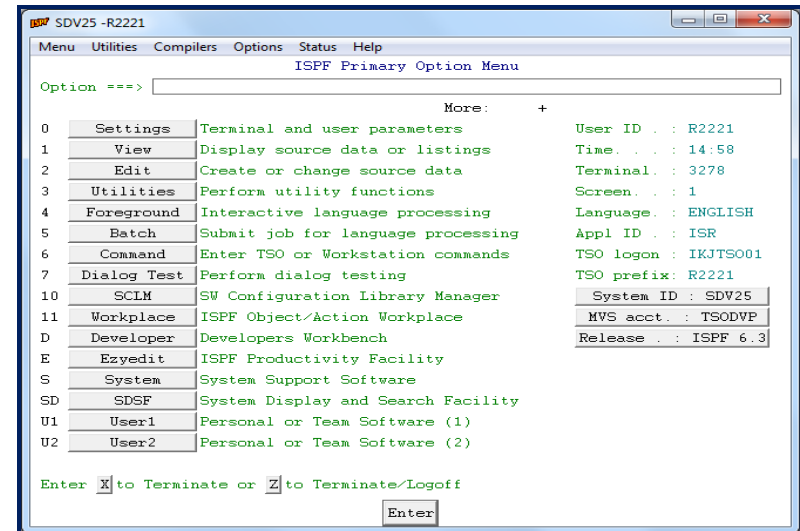 ISPF SDV25 -R2221
Menu Utilities Compilers Options Status Help
ISPF Primary Option Menu
Option ===>
More: +
0 Settings Terminal and user parameters User ID . : R2221
1 View Display source data or listings Time. . . : 14:58
2 Edit Create or change source data Terminal. : 3278
3 Utilities Perform utility functions Screen. . : 1
4 Foreground Interactive language processing Language. : ENGLISH
5 Batch Submit job for language processing Appl ID . : ISR
6 Command Enter TSO or Workstation commands TSO logon : IKJTSO01
7 Dialog Test Perform dialog testing TSO prefix: R2221
10 SCLM SW Configuration Library Manager System ID : SDV25
11 Workplace ISPF Object/Action Workplace MVS acct. : TSODVP
D Developer Developers Workbench Release . : ISPF 6.3
E Ezyedit ISPF Productivity Facility
S System System Support Software
SD SDSF System Display and Search Facility
U1 User1 Personal or Team Software (1)
U2 User2 Personal or Team Software (2)
Enter X to Terminate or Z to Terminate/Logoff
Enter